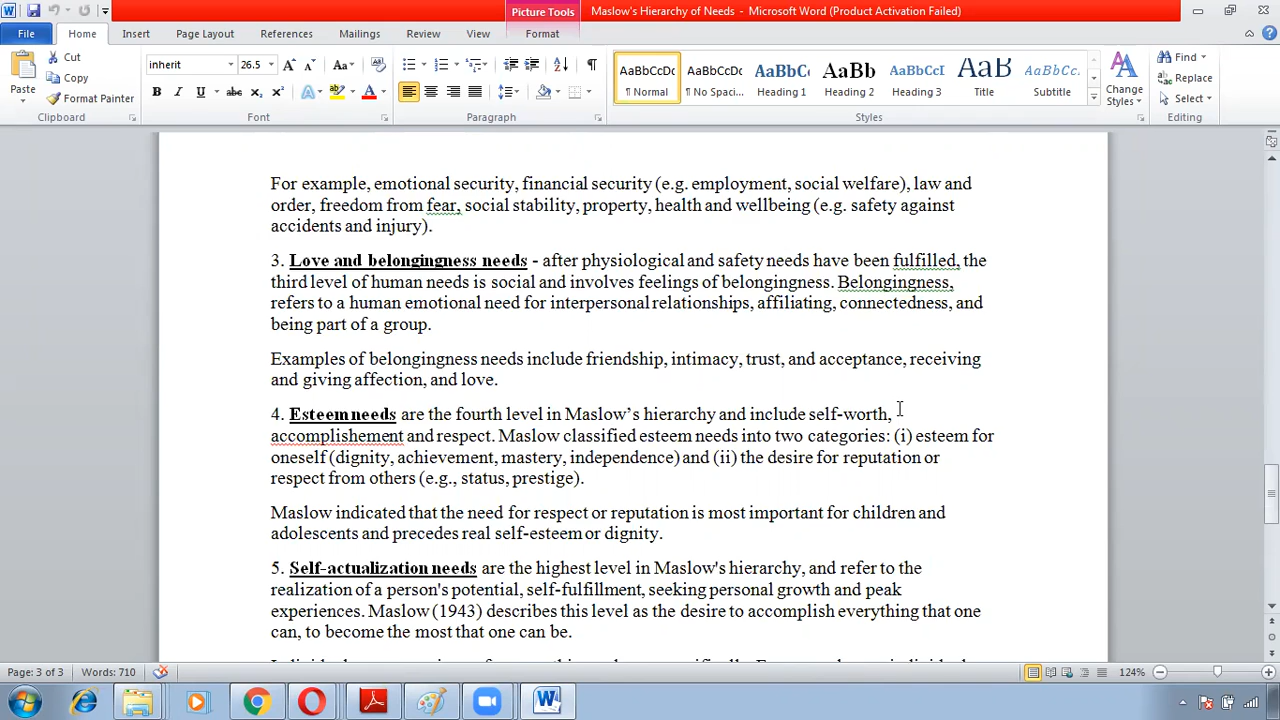 Picture Tools
Maslow's Hierarchy of Needs - Microsoft Word (Product Activation Failed)
File Home Insert Page Layout References Mailings Review View Format
Paste
Cut
Copy
Format Painter
Clipboard
inherit 26.5
Font
Paragraph
AaBbCcDc AaBbCcDc AaBbCc AaBb AaBbCcI AaB AaBbCc.
¶ Normal ¶ No Spaci... Heading 1 Heading 2 Heading 3 Title Subtitle
Change Styles
Styles
Find
Replace
Select
Editing
For example, emotional security, financial security (e.g. employment, social welfare), law and
order, freedom from fear, social stability, property, health and wellbeing (e.g. safety against
accidents and injury).
3. Love and belongingness needs - after physiological and safety needs have been fulfilled, the
third level of human needs is social and involves feelings of belongingness. Belongingness,
refers to a human emotional need for interpersonal relationships, affiliating, connectedness, and
being part of a group.
Examples of belongingness needs include friendship, intimacy, trust, and acceptance, receiving
and giving affection, and love.
4. Esteem needs are the fourth level in Maslow’s hierarchy and include self-worth,
accomplishement and respect. Maslow classified esteem needs into two categories: (i) esteem for
oneself (dignity, achievement, mastery, independence) and (ii) the desire for reputation or
respect from others (e.g., status, prestige).
Maslow indicated that the need for respect or reputation is most important for children and
adolescents and precedes real self-esteem or dignity.
5. Self-actualization needs are the highest level in Maslow's hierarchy, and refer to the
realization of a person's potential, self-fulfillment, seeking personal growth and peak
experiences. Maslow (1943) describes this level as the desire to accomplish everything that one
can, to become the most that one can be.
Page: 3 of 3 Words: 710 124%